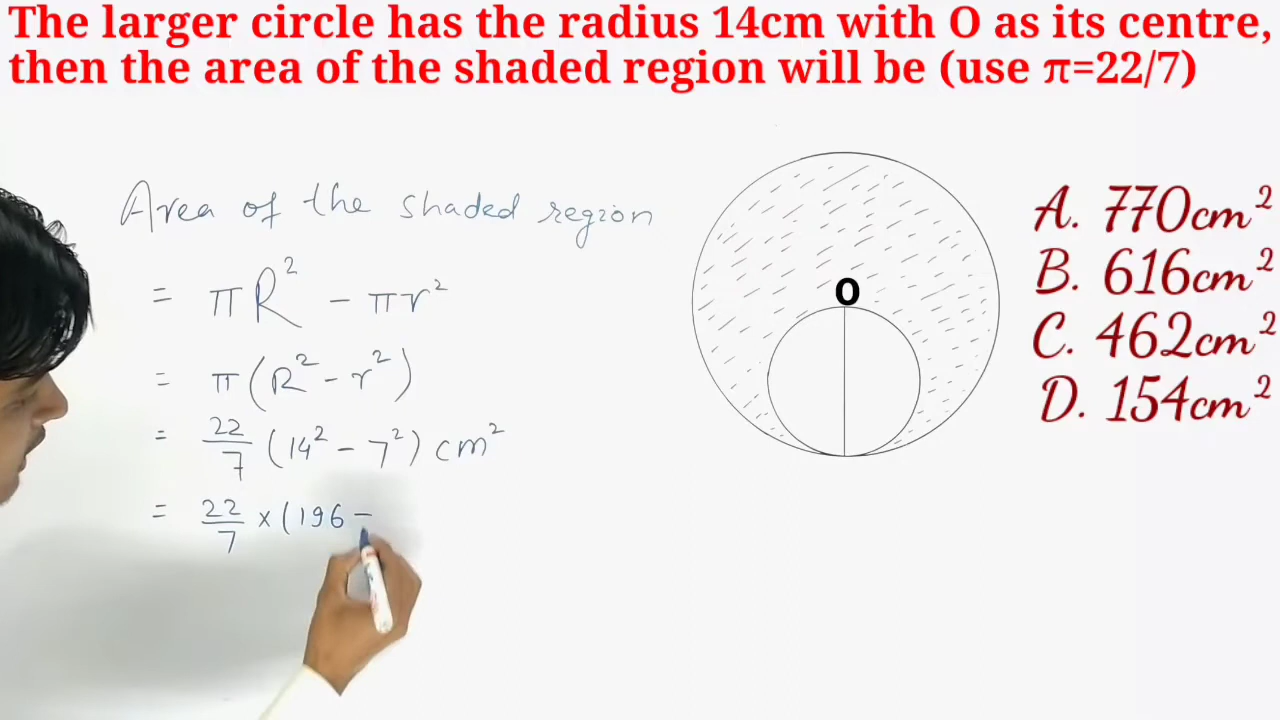 The larger circle has the radius 14cm with O as its centre,
then the area of the shaded region will be (use π=22/7)
Area of the shaded region
= πR² - πr²
= π(R² - r²)
= 22/7 (14² - 7²) cm²
= 22/7 × (196 -
O
A. 770cm²
B. 616cm²
C. 462cm²
D. 154cm²